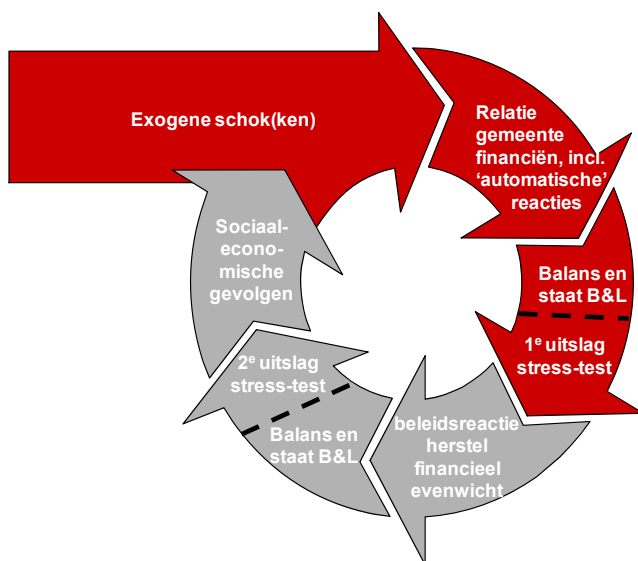 Exogene schok(ken)
Relatie
gemeente
financiën, incl.
‘automatische’
reacties
Balans en
staat B&L
1e uitslag
stress-test
beleidsreactie
herstel
financieel
evenwicht
Balans en
staat B&L
2e uitslag
stress-test
Sociaal-
econo-
mische
gevolgen